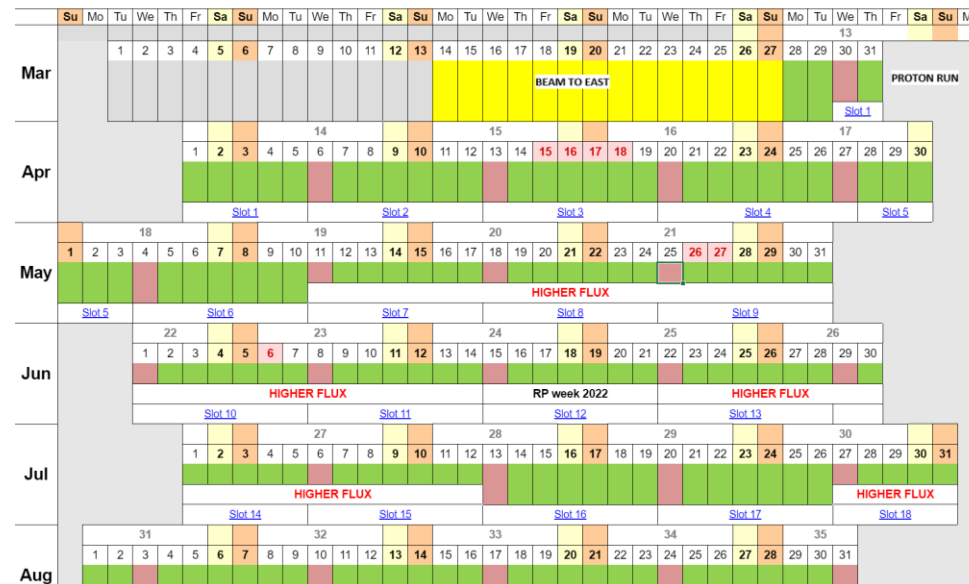 Su Mo Tu We Th Fr Sa Su Mo Tu We Th Fr Sa Su Mo Tu We Th Fr Sa Su Mo Tu We Th Fr Sa Su Mo Tu We Th Fr Sa Su
13
Mar
1 2 3 4 5 6 7 8 9 10 11 12 13 14 15 16 17 18 19 20 21 22 23 24 25 26 27 28 29 30 31
BEAM TO EAST
PROTON RUN
Slot 1
14 15 16 17
Apr
1 2 3 4 5 6 7 8 9 10 11 12 13 14 15 16 17 18 19 20 21 22 23 24 25 26 27 28 29 30
Slot 1 Slot 2 Slot 3 Slot 4 Slot 5
18 19 20 21
May
1 2 3 4 5 6 7 8 9 10 11 12 13 14 15 16 17 18 19 20 21 22 23 24 25 26 27 28 29 30 31
HIGHER FLUX
Slot 5 Slot 6 Slot 7 Slot 8 Slot 9
22 23 24 25 26
Jun
1 2 3 4 5 6 7 8 9 10 11 12 13 14 15 16 17 18 19 20 21 22 23 24 25 26 27 28 29 30
HIGHER FLUX RP week 2022 HIGHER FLUX
Slot 10 Slot 11 Slot 12 Slot 13
27 28 29 30
Jul
1 2 3 4 5 6 7 8 9 10 11 12 13 14 15 16 17 18 19 20 21 22 23 24 25 26 27 28 29 30 31
HIGHER FLUX HIGHER FLUX
Slot 14 Slot 15 Slot 16 Slot 17 Slot 18
31 32 33 34 35
1 2 3 4 5 6 7 8 9 10 11 12 13 14 15 16 17 18 19 20 21 22 23 24 25 26 27 28 29 30 31
Aug